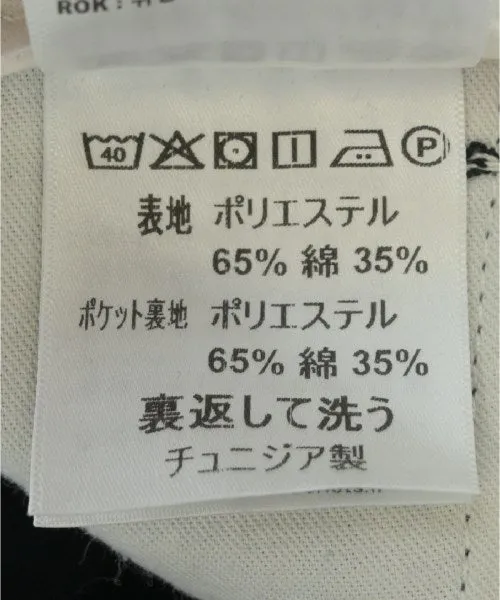 ROK :
40 P
表地 ポリエステル
65% 綿 35%
ポケット裏地 ポリエステル
65% 綿 35%
裏返して洗う
チュニジア製